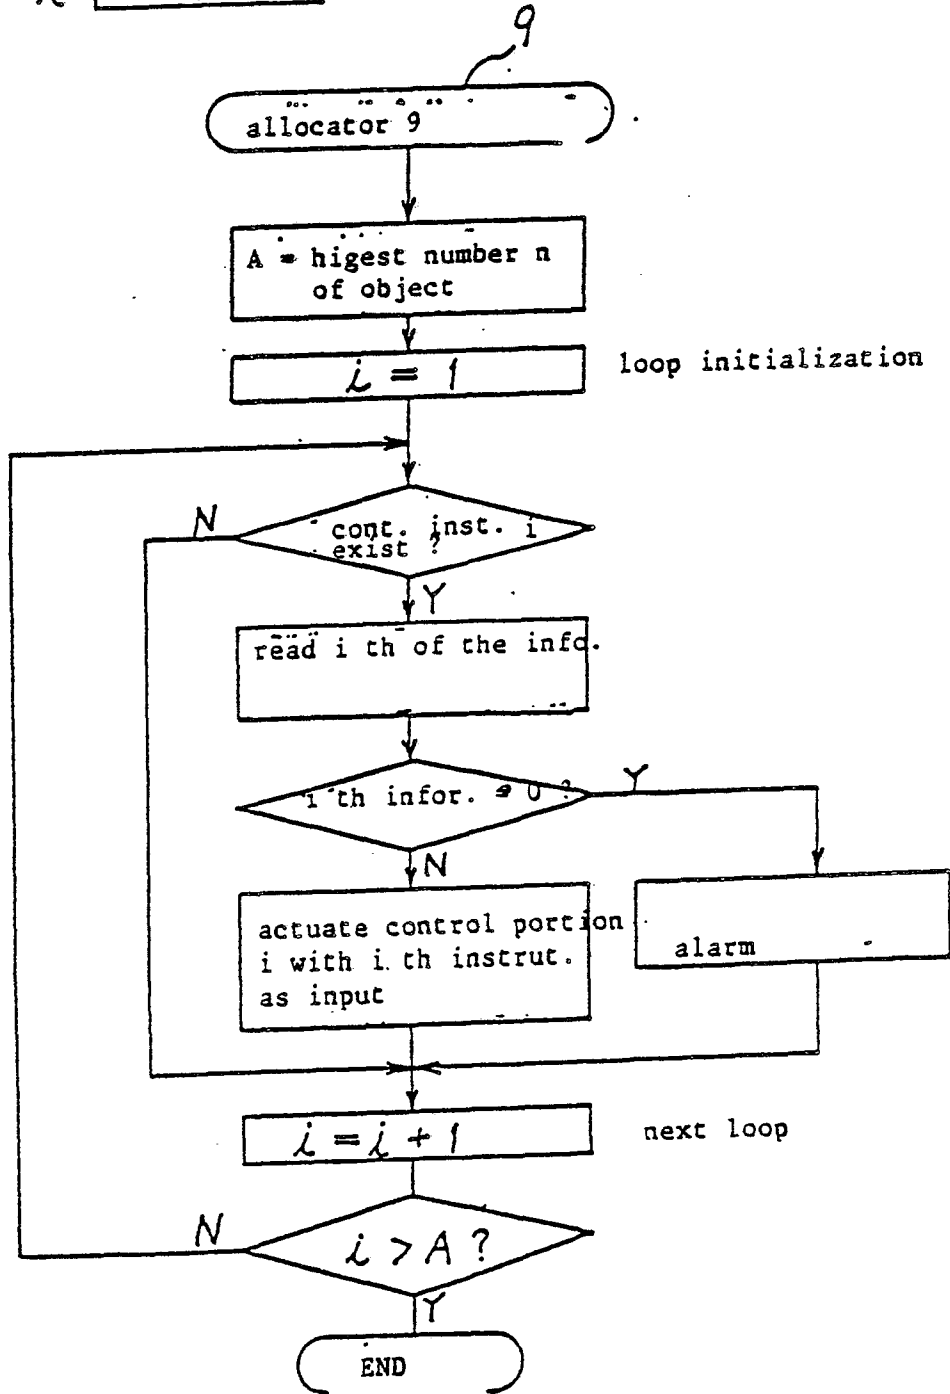 9
allocator 9
A = higest number n
of object
i = 1
loop initialization
N
cont. inst. i
exist ?
Y
read i th of the info.
i th infor. = 0 ?
Y
N
actuate control portion
i with i. th instrut.
as input
alarm
i = i + 1
next loop
N
i > A ?
Y
END